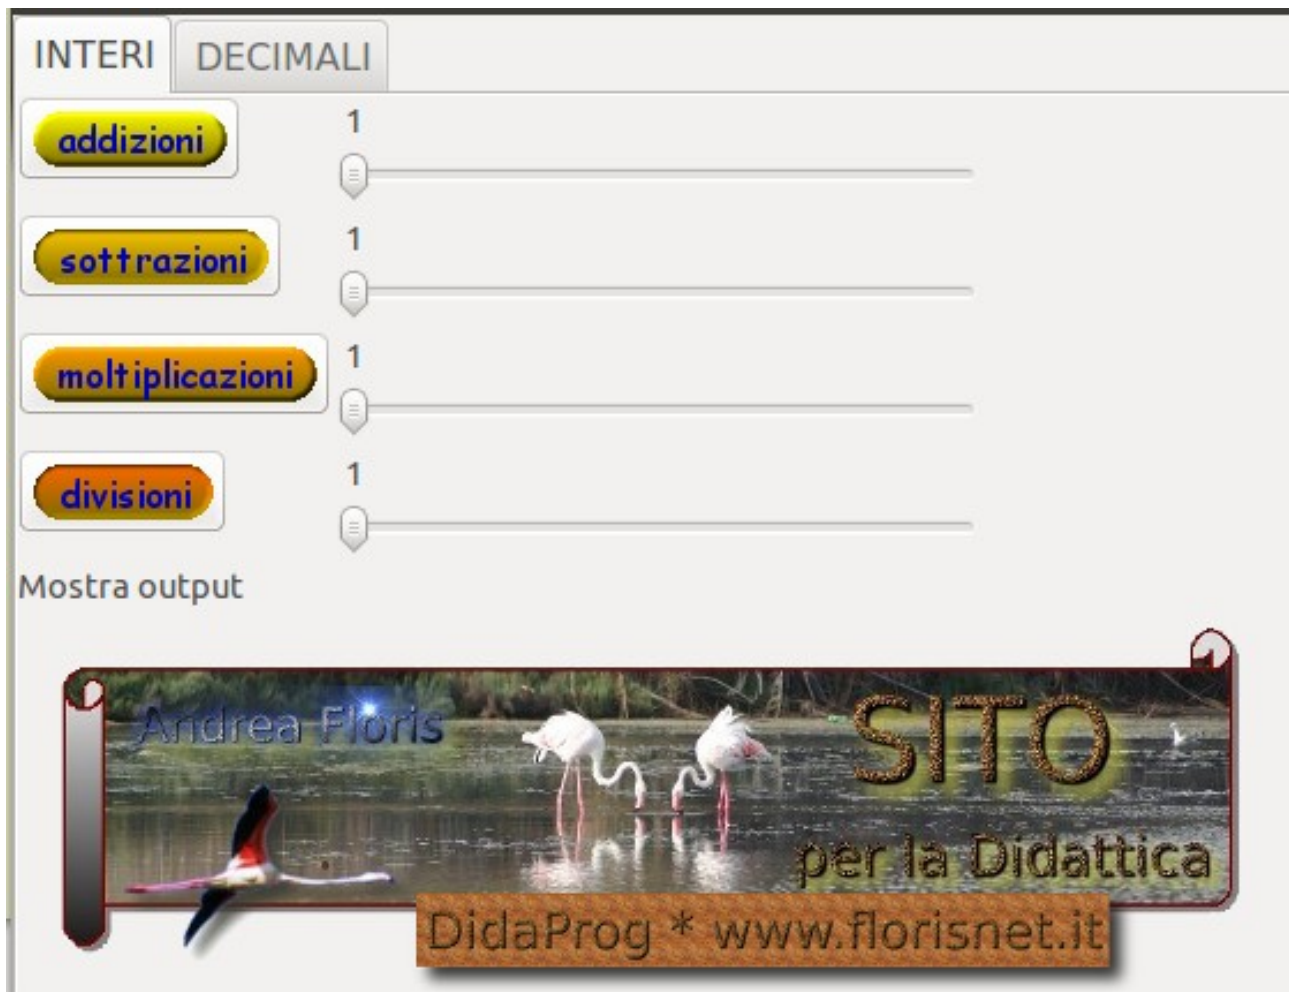 INTERI DECIMALI
addizioni 1
sottrazioni 1
moltiplicazioni 1
divisioni 1
Mostra output
Andrea Floris
SITO
per la Didattica
DidaProg * www.florisnet.it